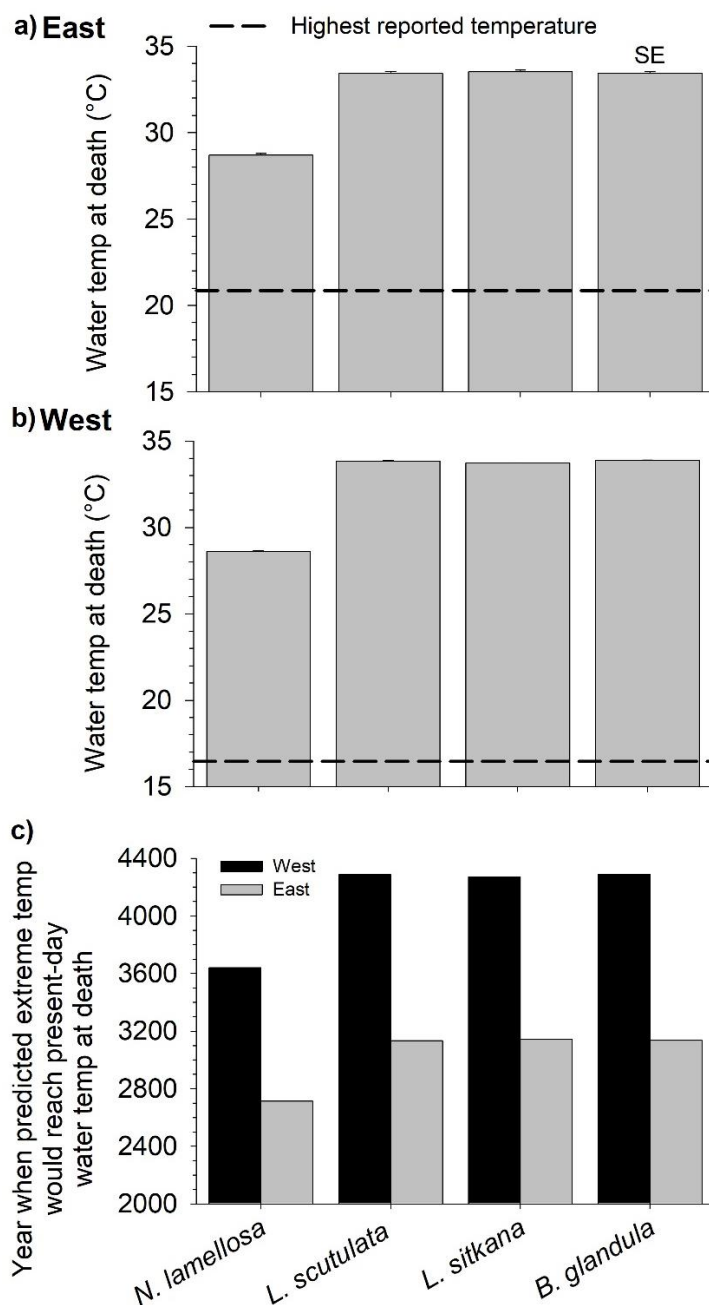 a) East
Highest reported temperature
SE
Water temp at death (°C)
35
30
25
20
15
b) West
Water temp at death (°C)
35
30
25
20
15
c)
West
East
Year when predicted extreme temp
would reach present-day
water temp at death
4400
4000
3600
3200
2800
2400
2000
N. lamellosa
L. scutulata
L. sitkana
B. glandula